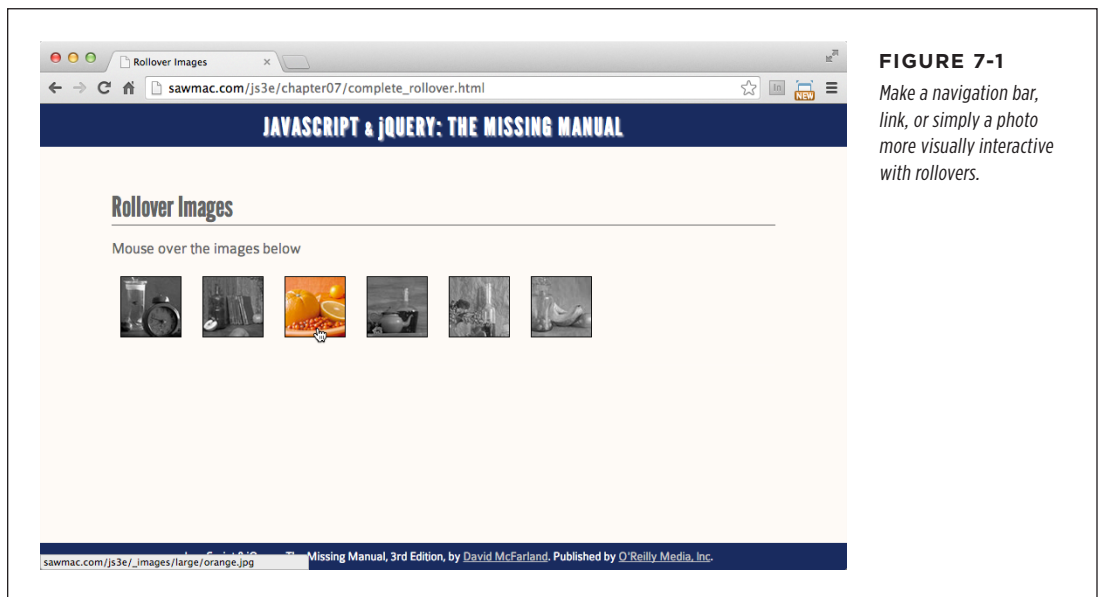 Rollover Images
sawmac.com/js3e/chapter07/complete_rollover.html
NEW
JAVASCRIPT & jQUERY: THE MISSING MANUAL
Rollover Images
Mouse over the images below
Missing Manual, 3rd Edition, by David McFarland. Published by O'Reilly Media, Inc.
sawmac.com/js3e/_images/large/orange.jpg
FIGURE 7-1
Make a navigation bar,
link, or simply a photo
more visually interactive
with rollovers.